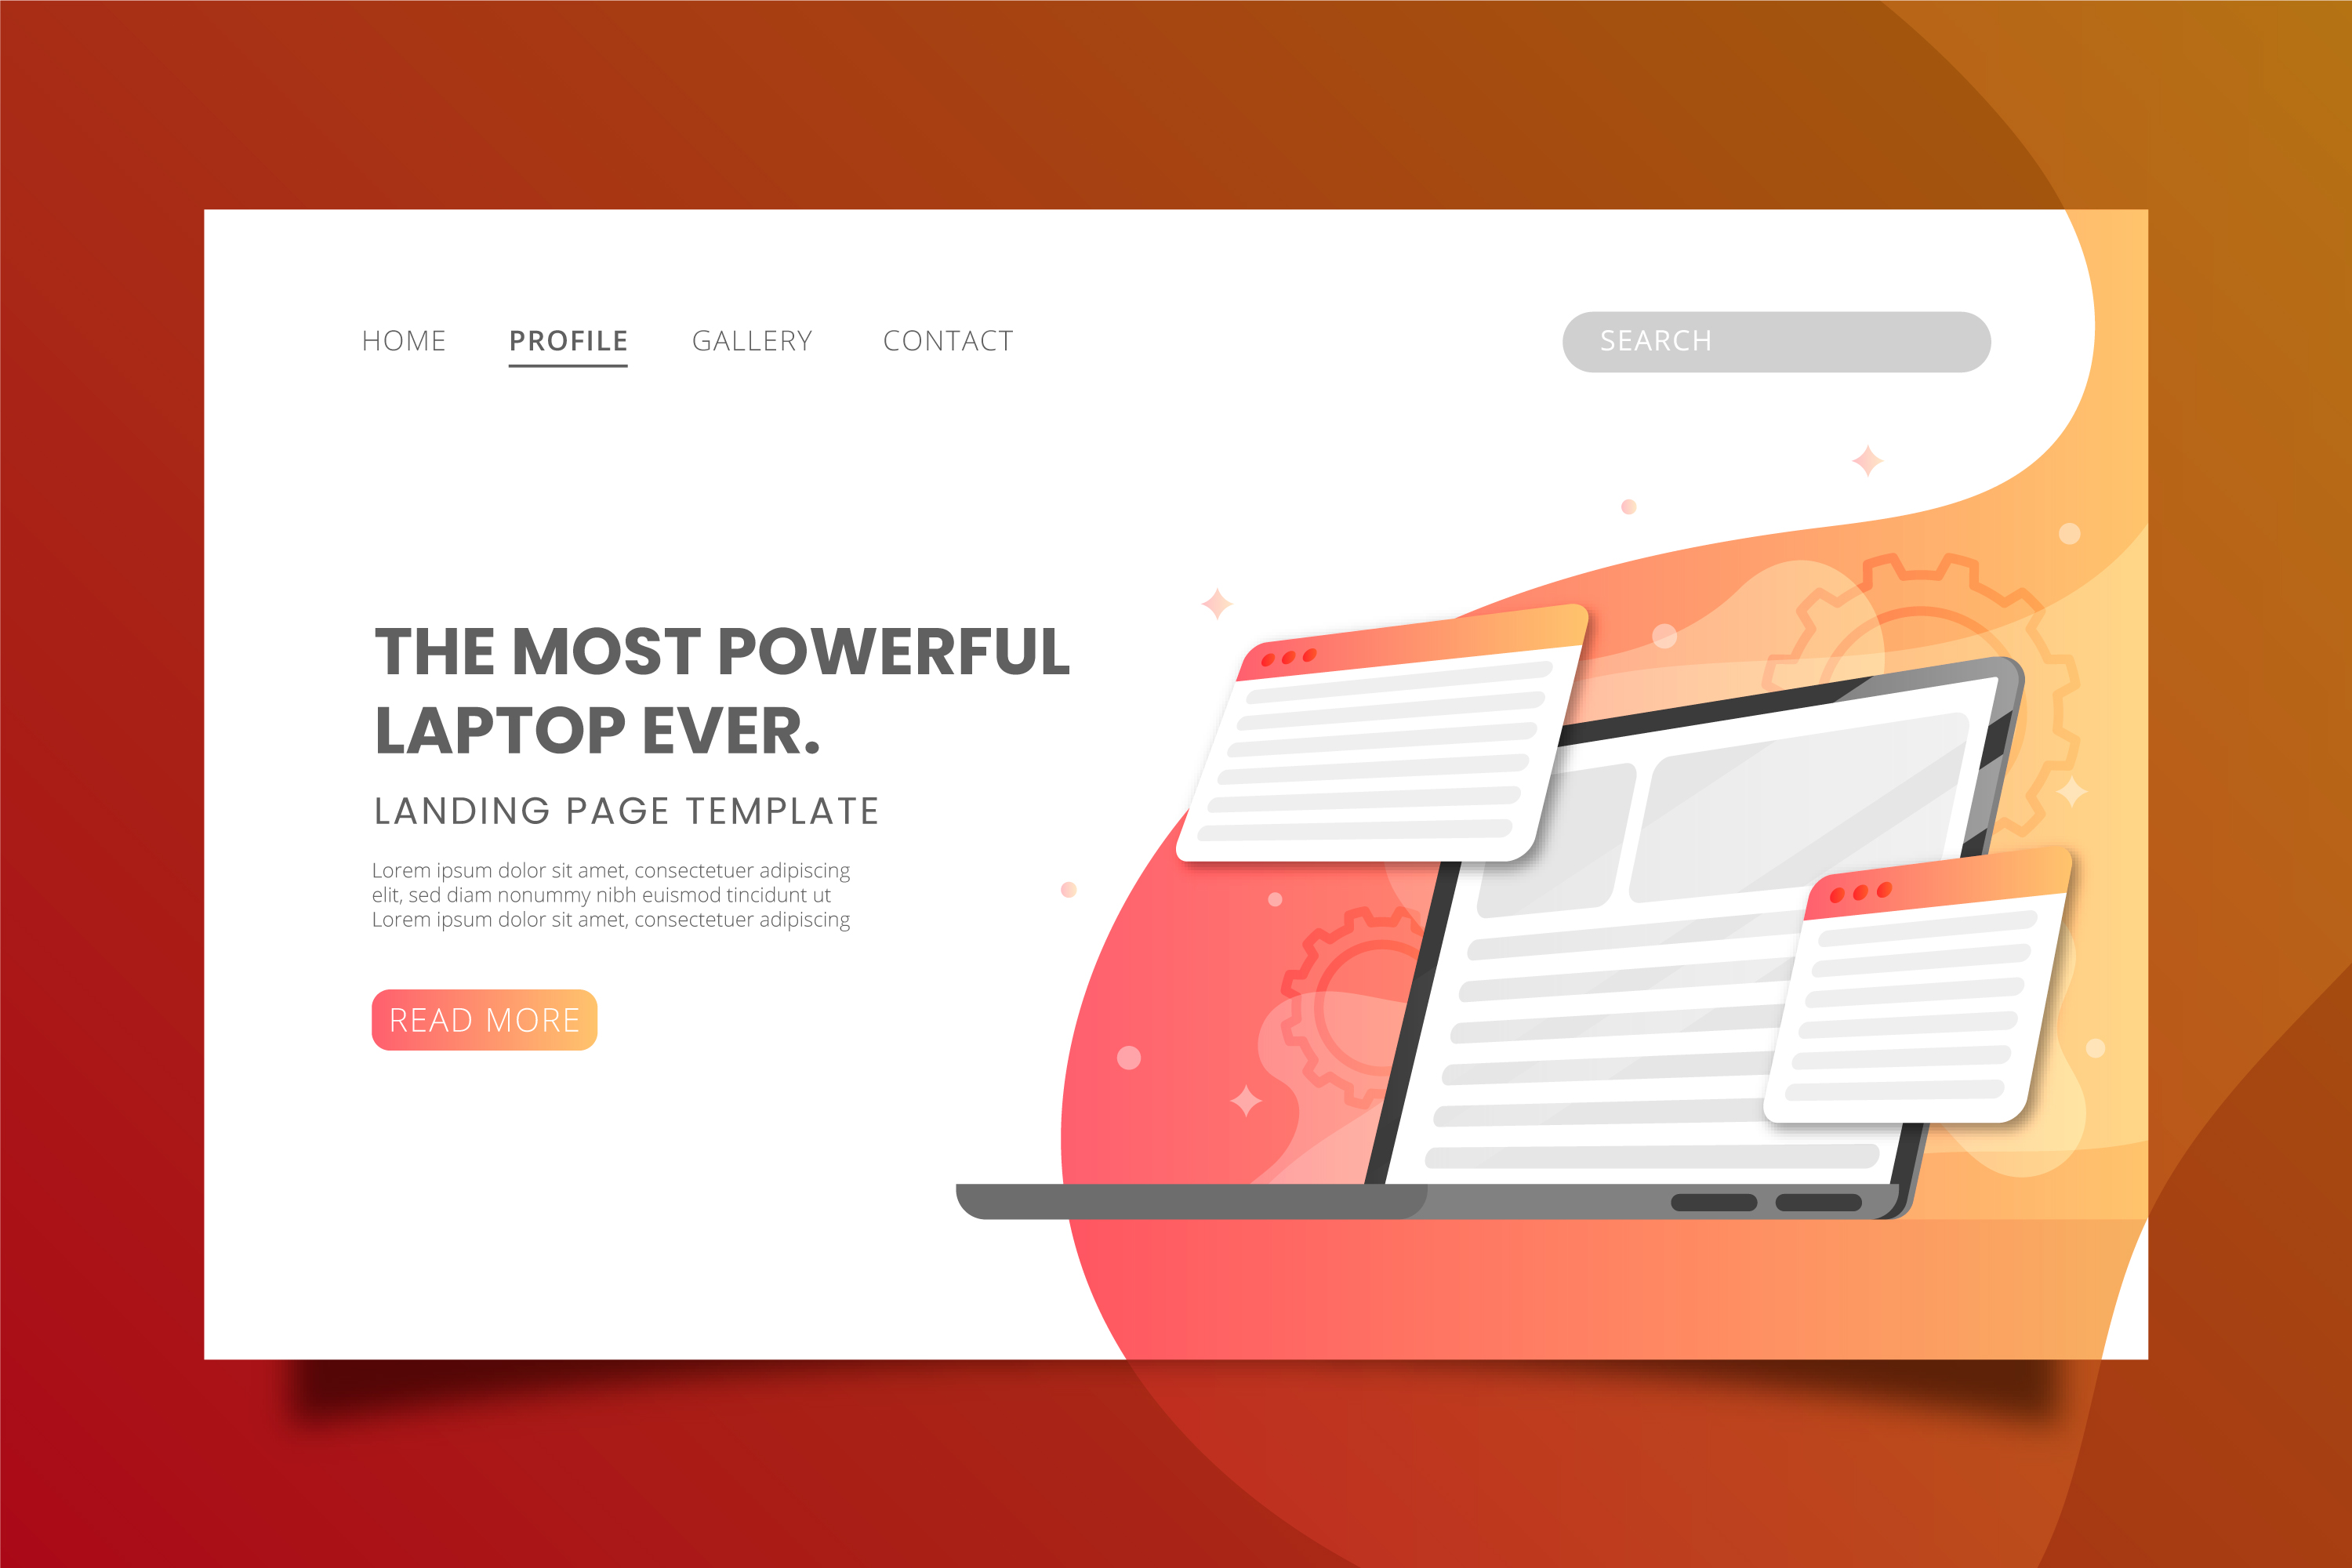 HOME PROFILE GALLERY CONTACT SEARCH
THE MOST POWERFUL
LAPTOP EVER.
LANDING PAGE TEMPLATE
Lorem ipsum dolor sit amet, consectetuer adipiscing
elit, sed diam nonummy nibh euismod tincidunt ut
Lorem ipsum dolor sit amet, consectetuer adipiscing
READ MORE